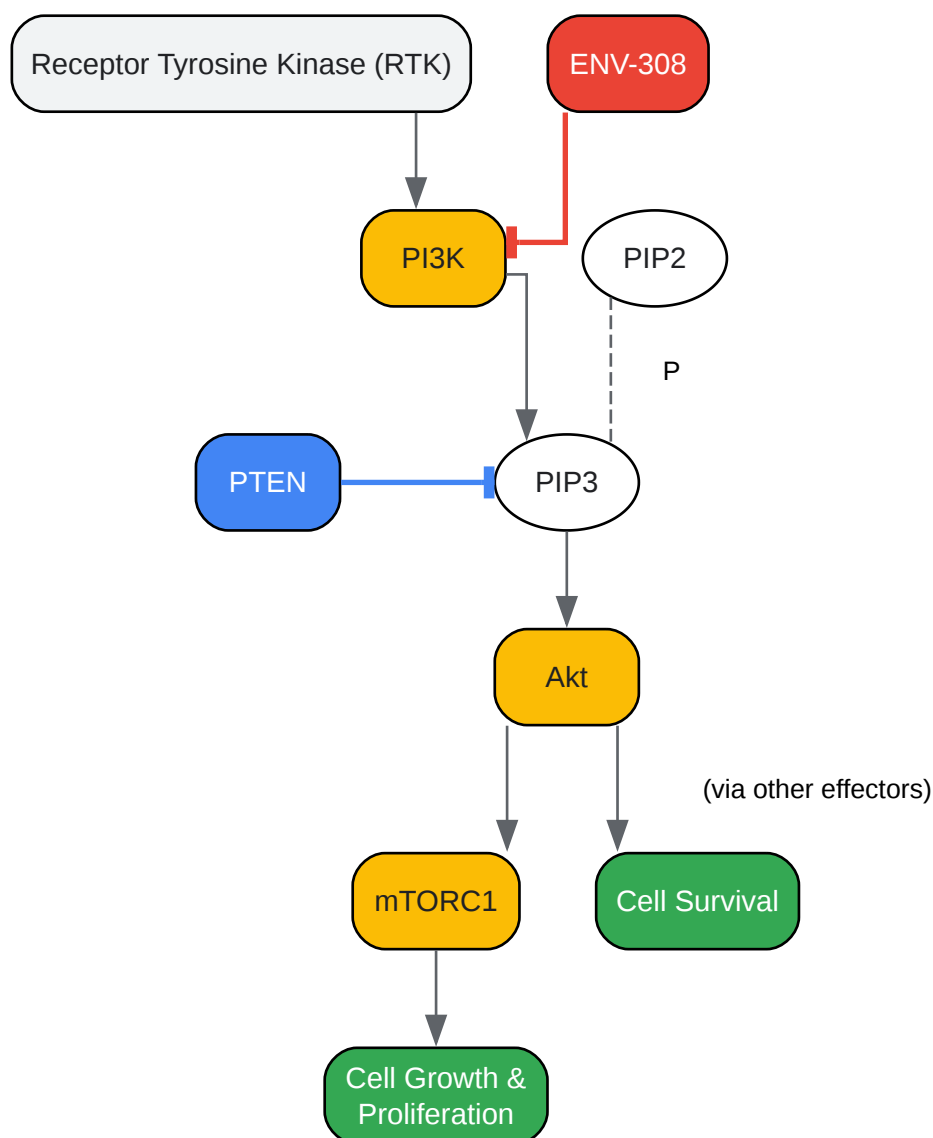 Receptor Tyrosine Kinase (RTK)
ENV-308
PI3K
PIP2
P
PTEN
PIP3
Akt
(via other effectors)
mTORC1
Cell Survival
Cell Growth &
Proliferation